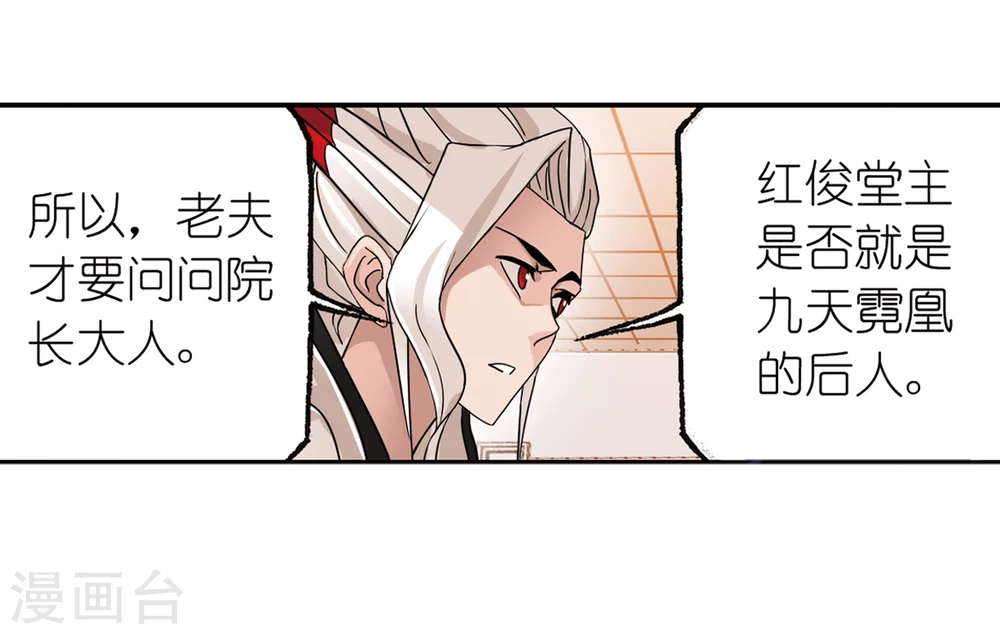 所以，老夫
才要问问院
长大人。
红俊堂主
是否就是
九天霓凰
的后人。
漫画台